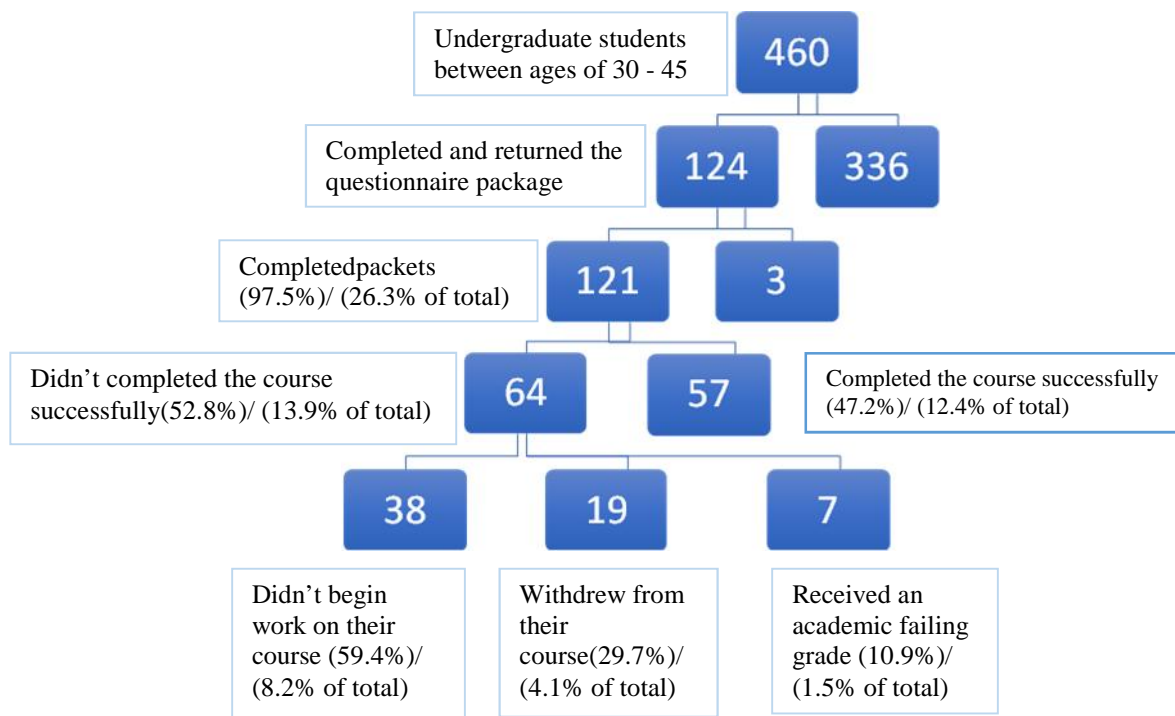 Undergraduate students
between ages of 30 - 45
460
Completed and returned the
questionnaire package
124
336
Completedpackets
(97.5%)/ (26.3% of total)
121
3
Didn’t completed the course
successfully(52.8%)/ (13.9% of total)
64
57
Completed the course successfully
(47.2%)/ (12.4% of total)
38
19
7
Didn’t begin
work on their
course (59.4%)/
(8.2% of total)
Withdrew from
their
course(29.7%)/
(4.1% of total)
Received an
academic failing
grade (10.9%)/
(1.5% of total)